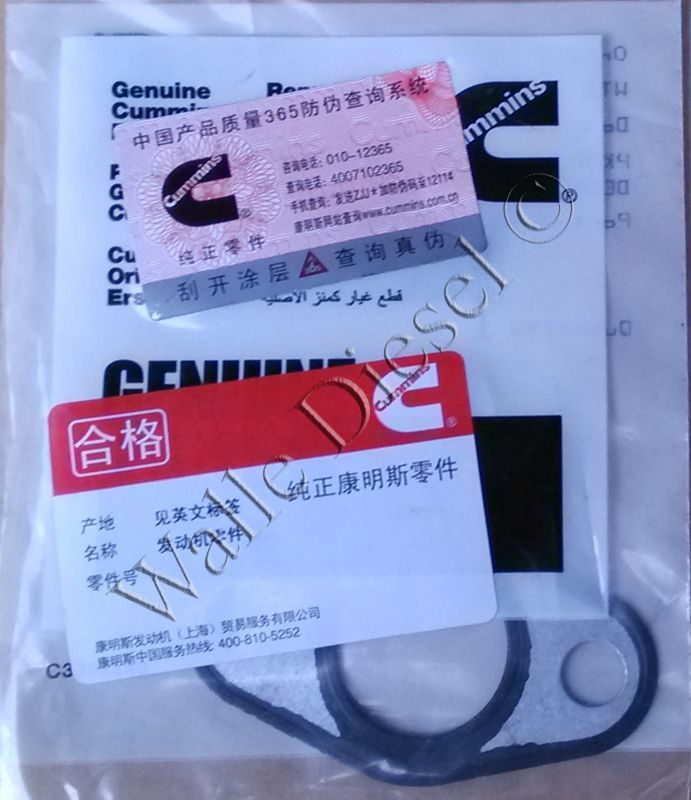 Genuine
Cummins
中国产品质量365防伪查询系统
Cummins
咨询电话: 010-12365
查询电话: 4007102365
手机查询: 发送ZJJ*加防伪码至12114
康明斯网站查询www.cummins.com.cn
纯正零件
刮开涂层 365 查询真伪
قطع غيار كمنز الأصلية
®
GENUINE
合格
Cummins
®
纯正康明斯零件
产地 见英文标签
名称 发动机零件
零件号
康明斯发动机（上海）贸易服务有限公司
康明斯中国服务热线: 400-810-5252
C3
Walle Diesel ©